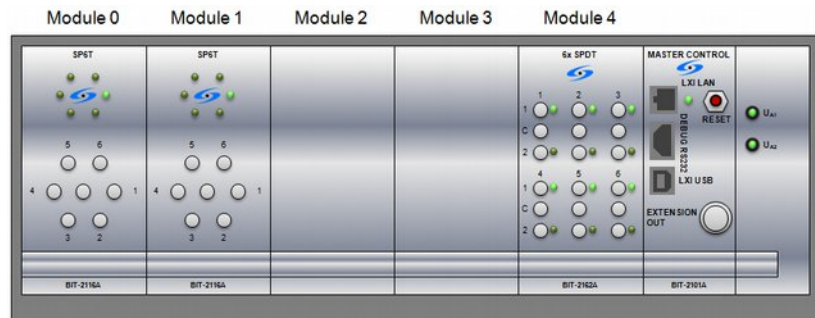 Module 0 Module 1 Module 2 Module 3 Module 4
SP6T SP6T 6x SPDT MASTER CONTROL
LXI LAN
RESET
DEBUG RS232
LXI USB
EXTENSION
OUT
UA1
UA2
1 2 3
1
C
2
4 5 6
1
C
2
5 6
4 1
3 2
5 6
4 1
3 2
BIT-2116A BIT-2116A BIT-2162A BIT-2101A